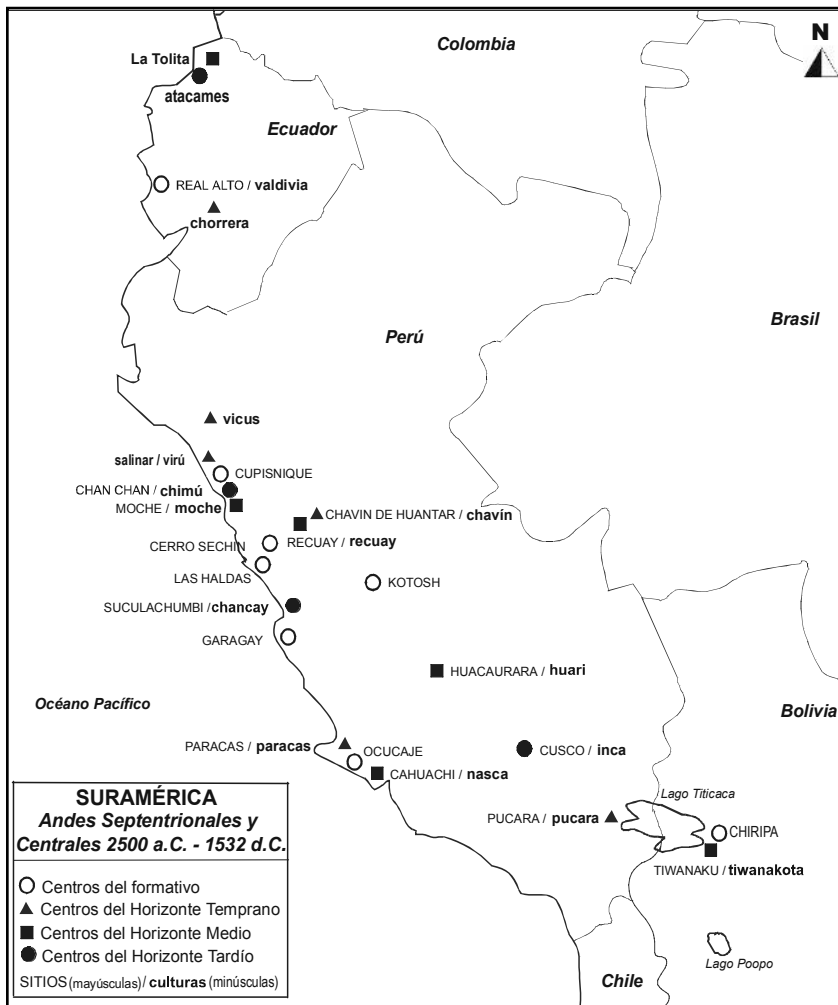 Colombia
N
La Tolita
atacames
Ecuador
REAL ALTO / valdivia
chorrera
Brasil
Perú
vicus
salinar / virú
CUPISNIQUE
CHAN CHAN / chimú
MOCHE / moche
CHAVIN DE HUANTAR / chavín
CERRO SECHIN
RECUAY / recuay
LAS HALDAS
KOTOSH
SUCULACHUMBI /chancay
GARAGAY
HUACAURARA / huari
Océano Pacífico
Bolivia
PARACAS / paracas
OCUCAJE
CUSCO / inca
CAHUACHI / nasca
Lago Titicaca
PUCARA / pucara
CHIRIPA
TIWANAKU / tiwanakota
Lago Poopo
Chile
SURAMÉRICA
Andes Septentrionales y
Centrales 2500 a.C. - 1532 d.C.
Centros del formativo
Centros del Horizonte Temprano
Centros del Horizonte Medio
Centros del Horizonte Tardío
SITIOS (mayúsculas) / culturas (minúsculas)